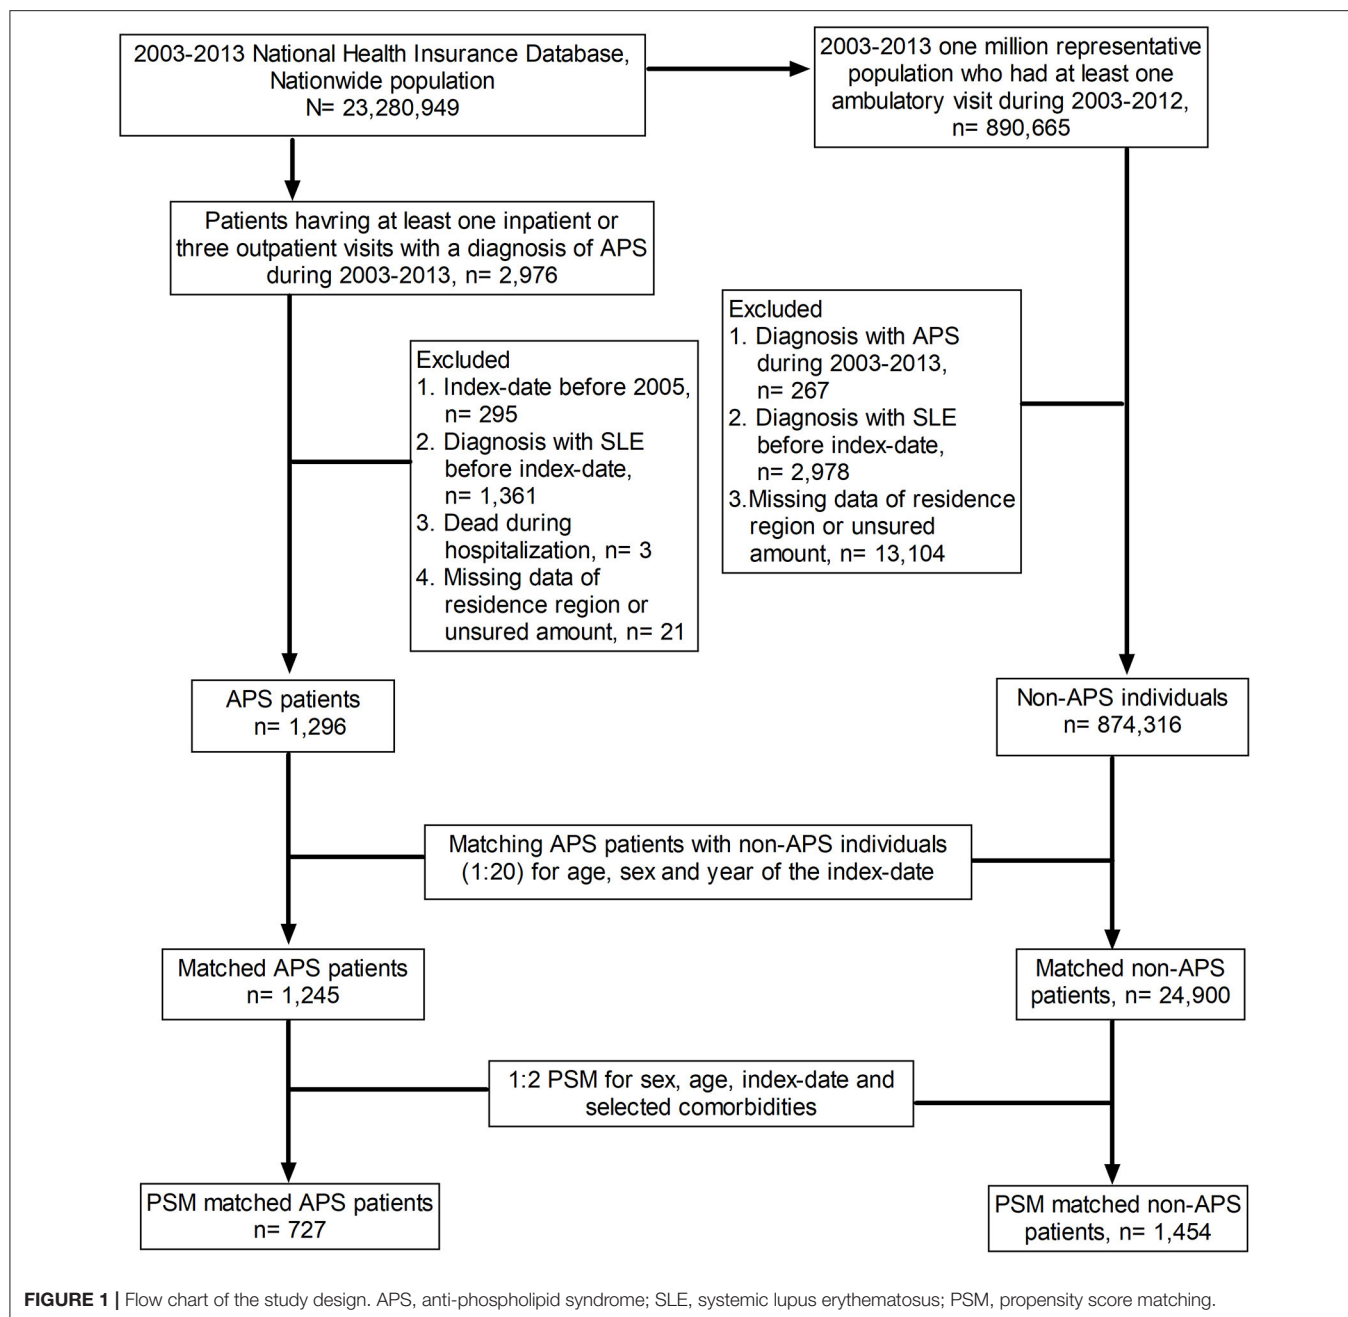 2003-2013 National Health Insurance Database,
Nationwide population
N= 23,280,949
2003-2013 one million representative
population who had at least one
ambulatory visit during 2003-2012,
n= 890,665
Patients havring at least one inpatient or
three outpatient visits with a diagnosis of APS
during 2003-2013, n= 2,976
Excluded
1. Index-date before 2005,
n= 295
2. Diagnosis with SLE
before index-date,
n= 1,361
3. Dead during
hospitalization, n= 3
4. Missing data of
residence region or
unsured amount, n= 21
Excluded
1. Diagnosis with APS
during 2003-2013,
n= 267
2. Diagnosis with SLE
before index-date,
n= 2,978
3.Missing data of residence
region or unsured
amount, n= 13,104
APS patients
n= 1,296
Non-APS individuals
n= 874,316
Matching APS patients with non-APS individuals
(1:20) for age, sex and year of the index-date
Matched APS patients
n= 1,245
Matched non-APS
patients, n= 24,900
1:2 PSM for sex, age, index-date and
selected comorbidities
PSM matched APS patients
n= 727
PSM matched non-APS
patients, n= 1,454
FIGURE 1 | Flow chart of the study design. APS, anti-phospholipid syndrome; SLE, systemic lupus erythematosus; PSM, propensity score matching.